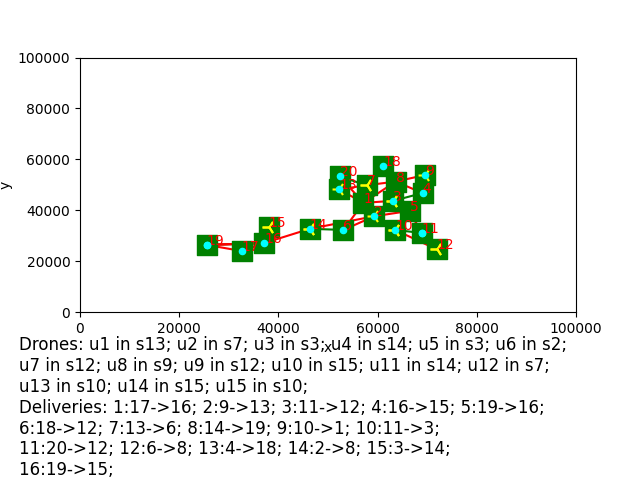 100000
80000
60000
40000
20000
0
0 20000 40000 60000 80000 100000
x
y
Drones: u1 in s13; u2 in s7; u3 in s3; u4 in s14; u5 in s3; u6 in s2;
u7 in s12; u8 in s9; u9 in s12; u10 in s15; u11 in s14; u12 in s7;
u13 in s10; u14 in s15; u15 in s10;
Deliveries: 1:17->16; 2:9->13; 3:11->12; 4:16->15; 5:19->16;
6:18->12; 7:13->6; 8:14->19; 9:10->1; 10:11->3;
11:20->12; 12:6->8; 13:4->18; 14:2->8; 15:3->14;
16:19->15;